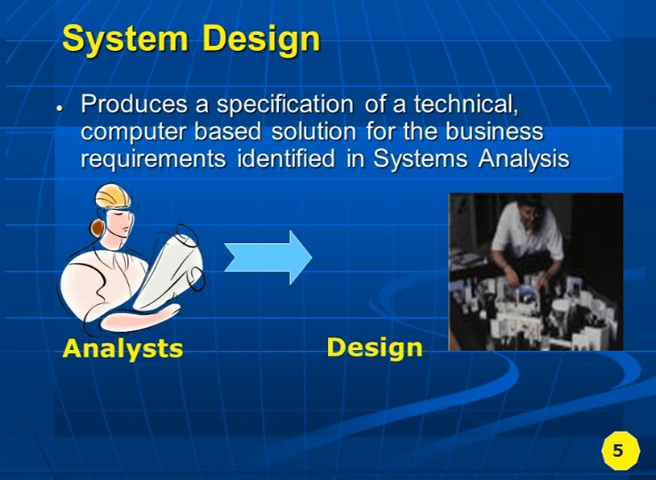 System Design
• Produces a specification of a technical,
computer based solution for the business
requirements identified in Systems Analysis
Analysts
Design
5